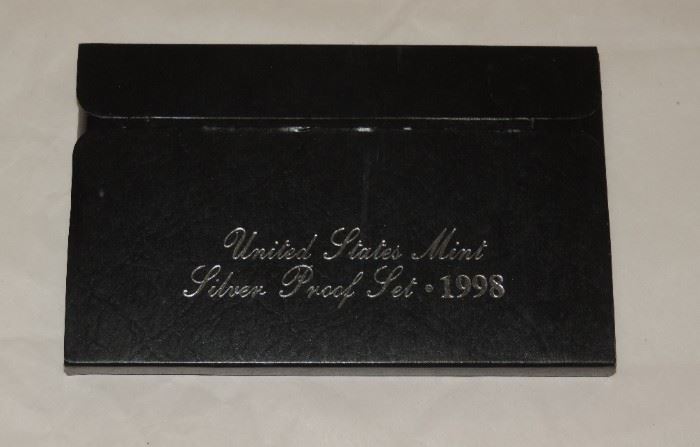 United States Mint
Silver Proof Set • 1998